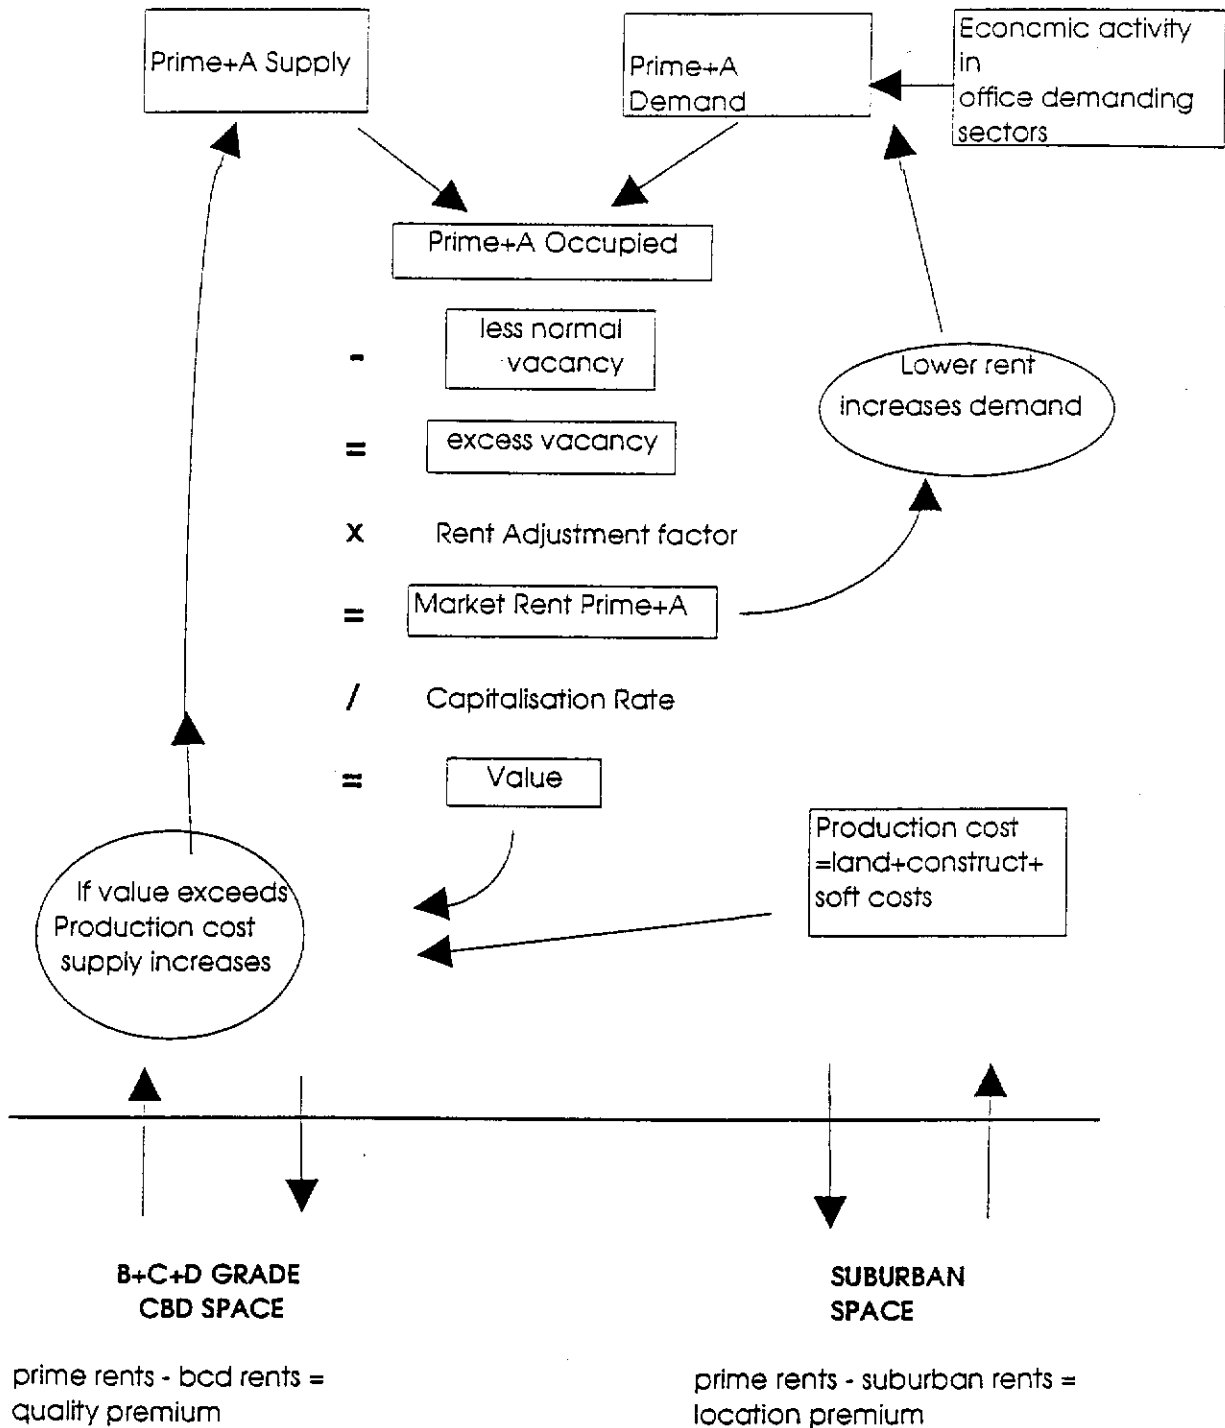 Prime+A Supply
Prime+A
Demand
Economic activity
in
office demanding
sectors
Prime+A Occupied
-
less normal
vacancy
=
excess vacancy
Lower rent
increases demand
x
Rent Adjustment factor
=
Market Rent Prime+A
/
Capitalisation Rate
=
Value
Production cost
=land+construct+
soft costs
If value exceeds
Production cost
supply increases
B+C+D GRADE
CBD SPACE
SUBURBAN
SPACE
prime rents - bcd rents =
quality premium
prime rents - suburban rents =
location premium